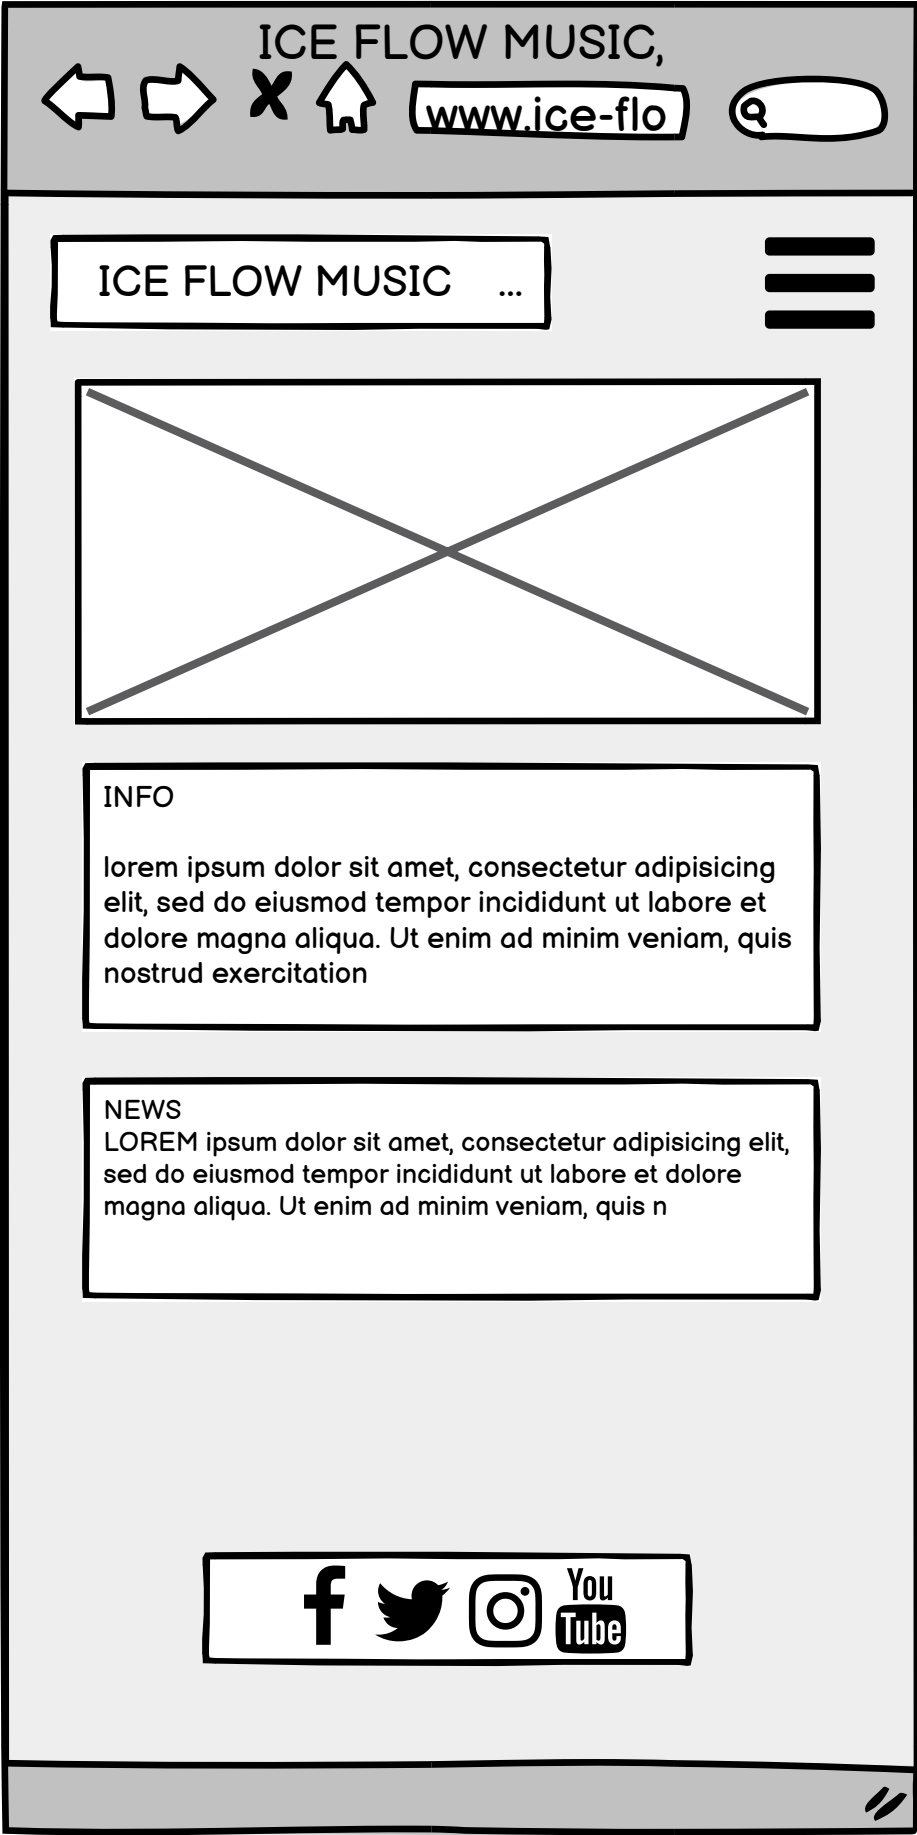 ICE FLOW MUSIC,
www.ice-flo
ICE FLOW MUSIC ...
INFO
lorem ipsum dolor sit amet, consectetur adipisicing
elit, sed do eiusmod tempor incididunt ut labore et
dolore magna aliqua. Ut enim ad minim veniam, quis
nostrud exercitation
NEWS
LOREM ipsum dolor sit amet, consectetur adipisicing elit,
sed do eiusmod tempor incididunt ut labore et dolore
magna aliqua. Ut enim ad minim veniam, quis n
You
Tube